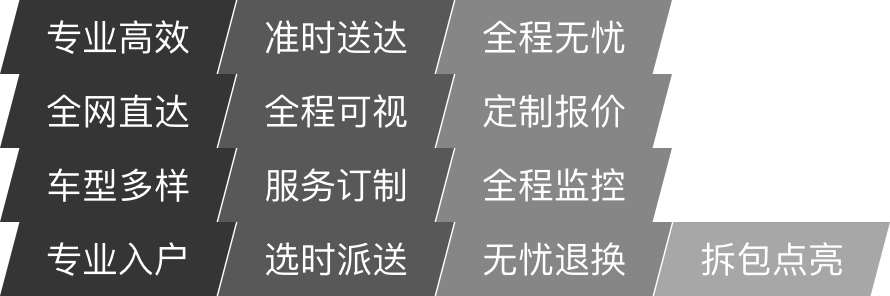 专业高效 准时送达 全程无忧
全网直达 全程可视 定制报价
车型多样 服务订制 全程监控
专业入户 选时派送 无忧退换 拆包点亮